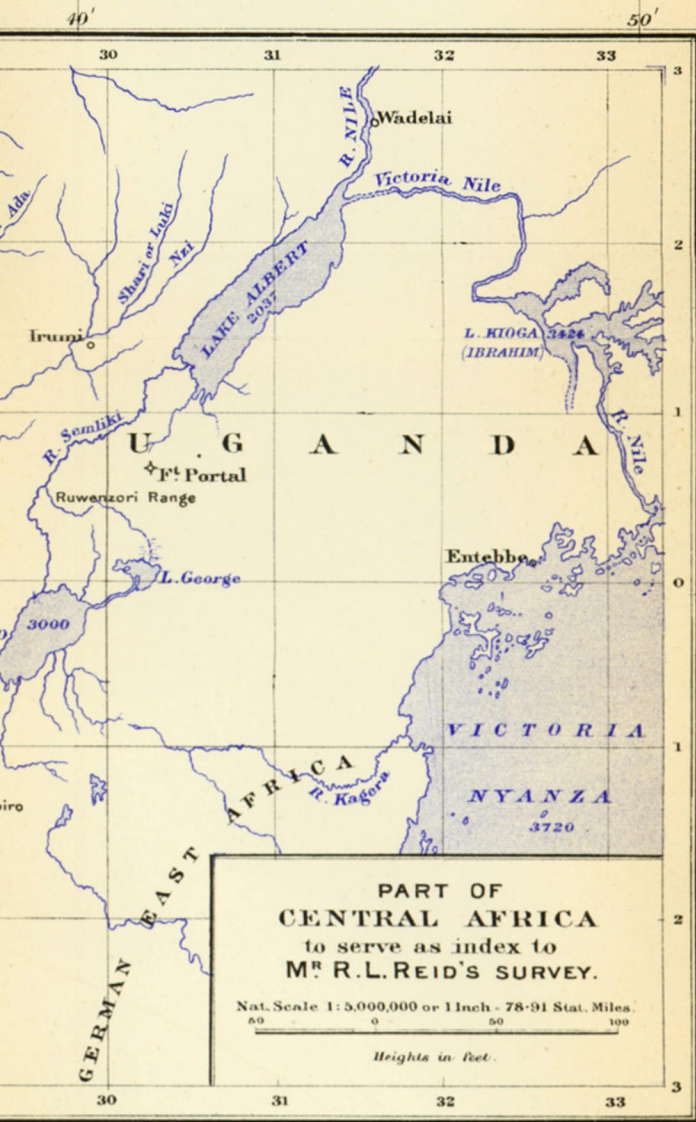 40' 50'
30 31 32 33
3
R. NILE
Wadelai
Victoria Nile
Ada
Shari or Luki
Nzi
2
LAKE ALBERT
2037
Irumi
L. KIOGA 3424
(IBRAHIM)
1
R. Semliki
R. Nile
UGANDA
Ft. Portal
Ruwenzori Range
Entebbe
L. George
0
3000
VICTORIA
1
AFRICA
R. Kagera
NYANZA
3720
iro
EAST
GERMAN
PART OF
CENTRAL AFRICA
2
to serve as index to
MR. R.L. REID'S SURVEY.
Nat. Scale 1:5,000,000 or 1 Inch = 78·91 Stat. Miles.
50 0 50 100
Heights in feet.
3
30 31 32 33